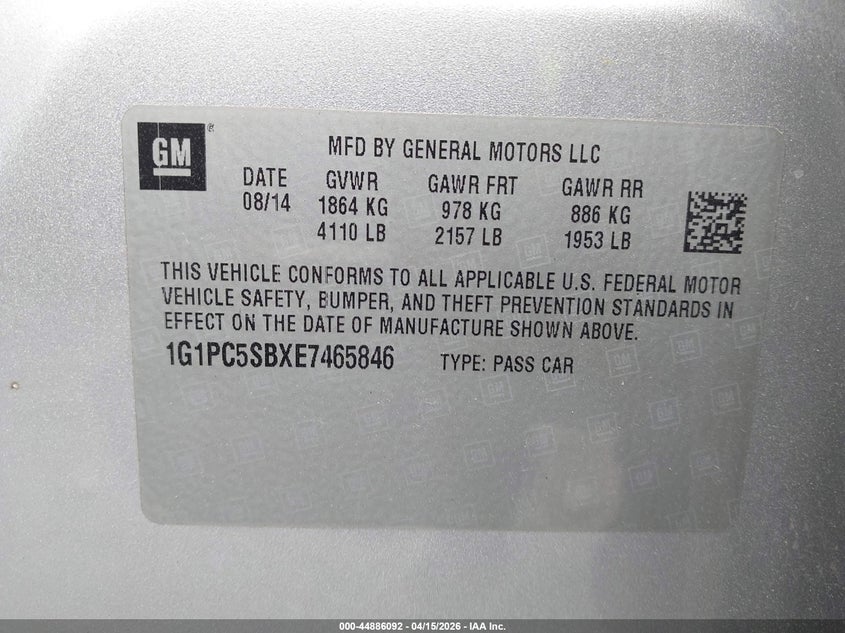 GM
MFD BY GENERAL MOTORS LLC
DATE GVWR GAWR FRT GAWR RR
08/14 1864 KG 978 KG 886 KG
4110 LB 2157 LB 1953 LB
THIS VEHICLE CONFORMS TO ALL APPLICABLE U.S. FEDERAL MOTOR
VEHICLE SAFETY, BUMPER, AND THEFT PREVENTION STANDARDS IN
EFFECT ON THE DATE OF MANUFACTURE SHOWN ABOVE.
1G1PC5SBXE7465846 TYPE: PASS CAR
000-44886092 - 04/15/2026 - IAA Inc.